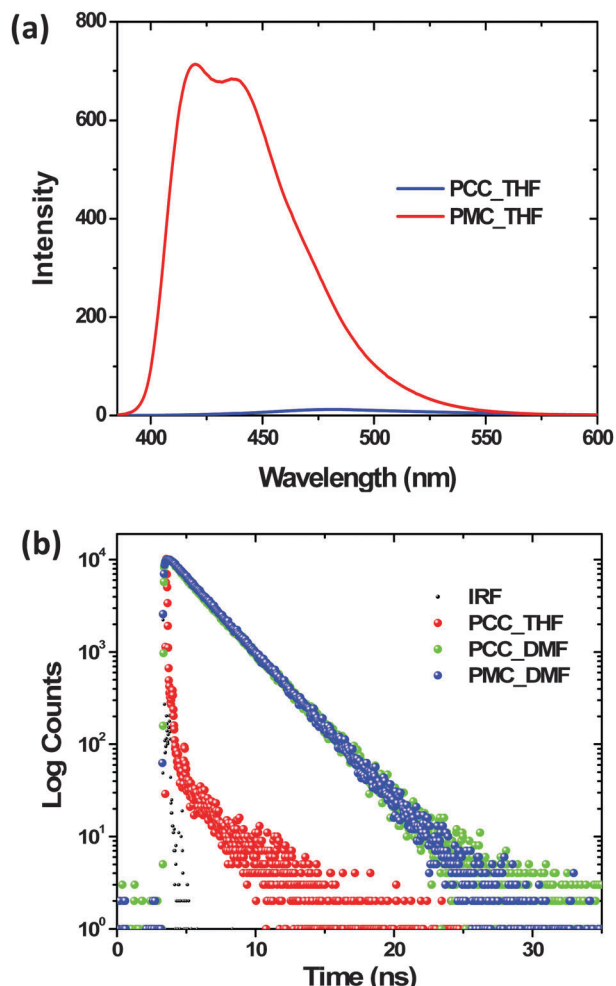 (a)
800
600
400
200
0
Intensity
PCC_THF
PMC_THF
400 450 500 550 600
Wavelength (nm)
(b)
10⁴
10³
10²
10¹
10⁰
Log Counts
IRF
PCC_THF
PCC_DMF
PMC_DMF
0 10 20 30
Time (ns)